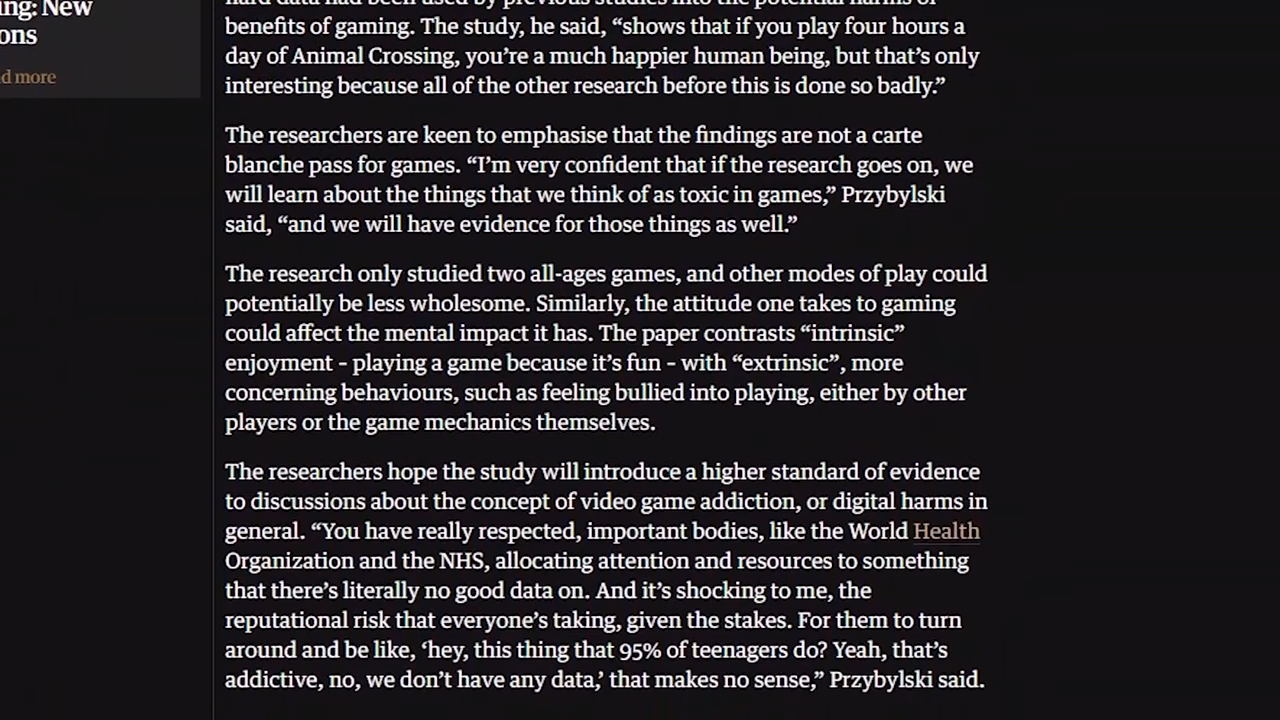 ng: New
ons
d more
hard data had been used by previous studies into the potential harms or
benefits of gaming. The study, he said, “shows that if you play four hours a
day of Animal Crossing, you’re a much happier human being, but that’s only
interesting because all of the other research before this is done so badly.”
The researchers are keen to emphasise that the findings are not a carte
blanche pass for games. “I’m very confident that if the research goes on, we
will learn about the things that we think of as toxic in games,” Przybylski
said, “and we will have evidence for those things as well.”
The research only studied two all-ages games, and other modes of play could
potentially be less wholesome. Similarly, the attitude one takes to gaming
could affect the mental impact it has. The paper contrasts “intrinsic”
enjoyment – playing a game because it’s fun – with “extrinsic”, more
concerning behaviours, such as feeling bullied into playing, either by other
players or the game mechanics themselves.
The researchers hope the study will introduce a higher standard of evidence
to discussions about the concept of video game addiction, or digital harms in
general. “You have really respected, important bodies, like the World Health
Organization and the NHS, allocating attention and resources to something
that there’s literally no good data on. And it’s shocking to me, the
reputational risk that everyone’s taking, given the stakes. For them to turn
around and be like, ‘hey, this thing that 95% of teenagers do? Yeah, that’s
addictive, no, we don’t have any data,’ that makes no sense,” Przybylski said.